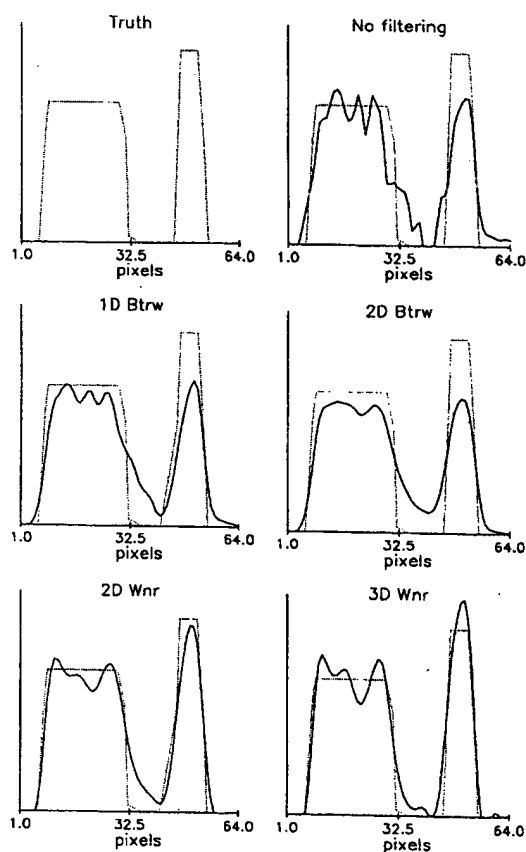 Truth
1.0 32.5 64.0
pixels
No filtering
1.0 32.5 64.0
pixels
1D Btrw
1.0 32.5 64.0
pixels
2D Btrw
1.0 32.5 64.0
pixels
2D Wnr
1.0 32.5 64.0
pixels
3D Wnr
1.0 32.5 64.0
pixels